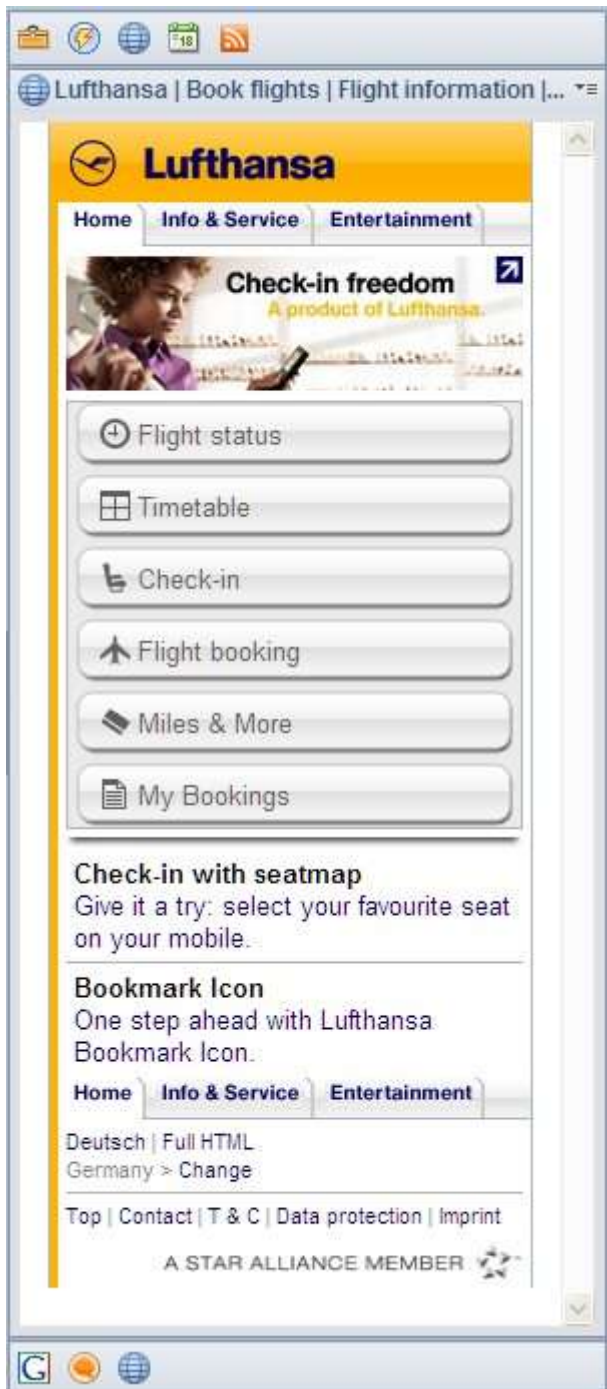 18
Lufthansa | Book flights | Flight information |...
Lufthansa
Home Info & Service Entertainment
Check-in freedom
A product of Lufthansa.
Flight status
Timetable
Check-in
Flight booking
Miles & More
My Bookings
Check-in with seatmap
Give it a try: select your favourite seat
on your mobile.
Bookmark Icon
One step ahead with Lufthansa
Bookmark Icon.
Home Info & Service Entertainment
Deutsch | Full HTML
Germany > Change
Top | Contact | T & C | Data protection | Imprint
A STAR ALLIANCE MEMBER
G